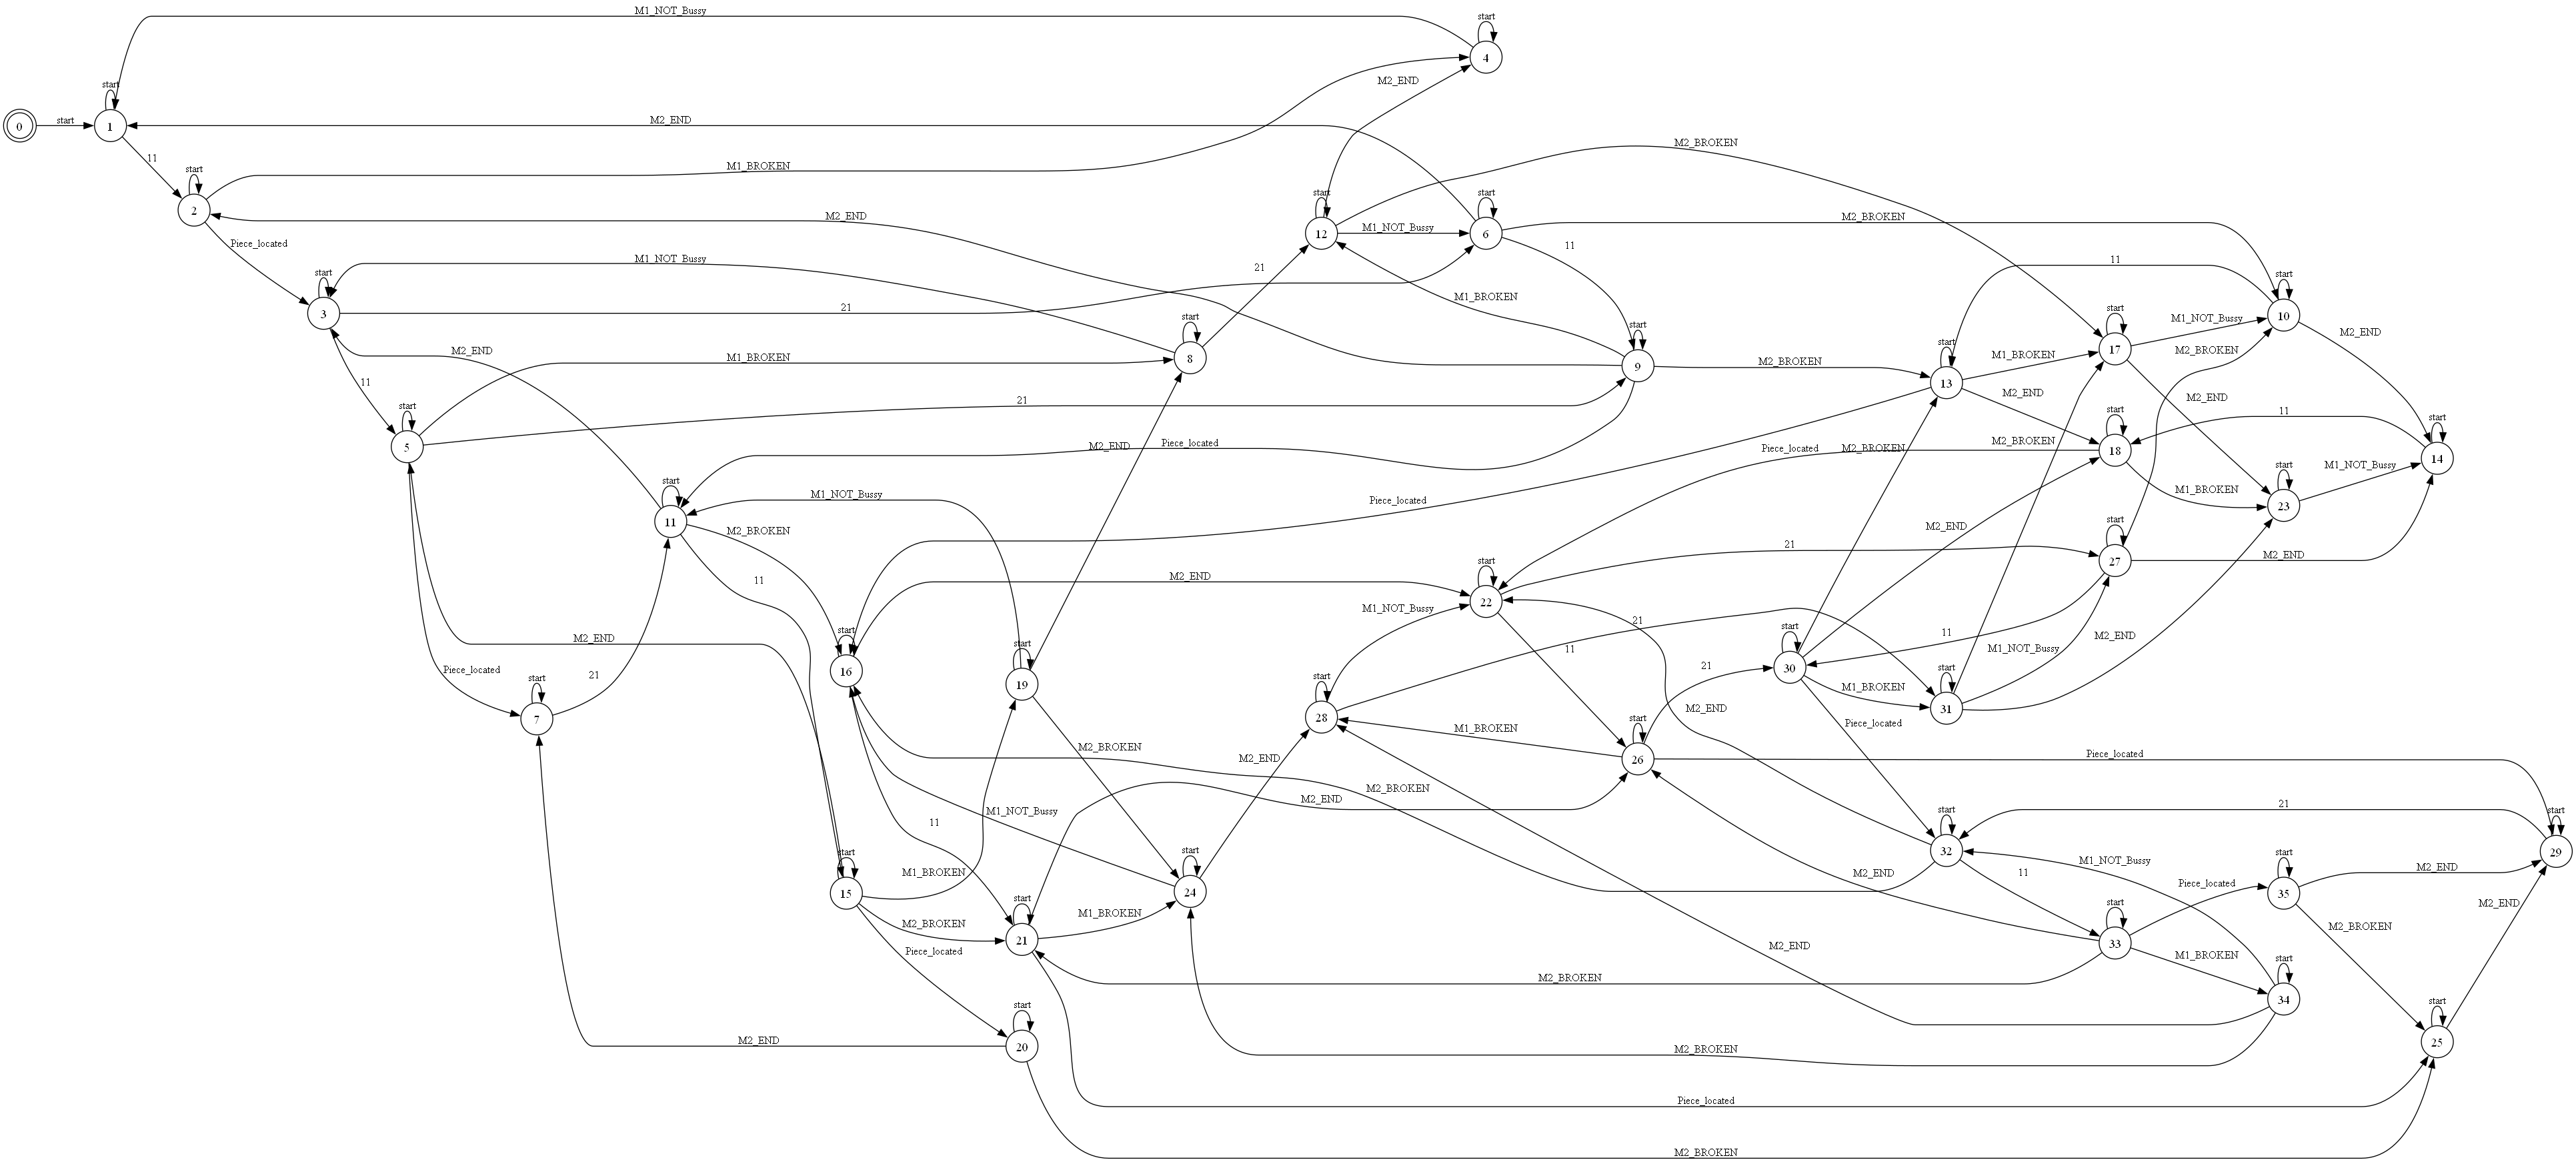 M1_NOT_Bussy
start
4
start
M2_END
0
start
1
M2_END
11
M2_BROKEN
start
M1_BROKEN
2
start
start
12
M1_NOT_Bussy
6
M2_BROKEN
M2_END
Piece_located
11
M1_NOT_Bussy
11
start
21
start
3
21
M1_BROKEN
10
start
17
M1_NOT_Bussy
M2_END
start
8
M2_END
M1_BROKEN
start
9
M2_BROKEN
start
13
M1_BROKEN
M2_BROKEN
11
21
M2_END
M2_END
start
5
M2_END
Piece_located
Piece_located
M2_BROKEN
M2_BROKEN
start
18
11
start
14
M1_NOT_Bussy
start
11
M1_NOT_Bussy
Piece_located
M1_BROKEN
start
23
M2_BROKEN
M2_END
start
27
21
M2_END
11
M2_END
start
22
M1_NOT_Bussy
21
11
M2_END
Piece_located
21
start
16
start
19
start
28
21
start
30
11
M1_NOT_Bussy
M2_END
M1_BROKEN
start
31
start
7
M2_BROKEN
M2_END
M1_BROKEN
start
26
M2_END
Piece_located
Piece_located
M2_BROKEN
M2_END
M1_NOT_Bussy
11
start
32
21
start
29
start
15
M1_BROKEN
start
24
M2_END
11
M1_NOT_Bussy
Piece_located
start
35
M2_END
M2_BROKEN
start
21
M1_BROKEN
M2_END
start
33
M1_BROKEN
M2_BROKEN
M2_END
Piece_located
M2_BROKEN
start
34
start
20
M2_END
M2_BROKEN
start
25
Piece_located
M2_BROKEN